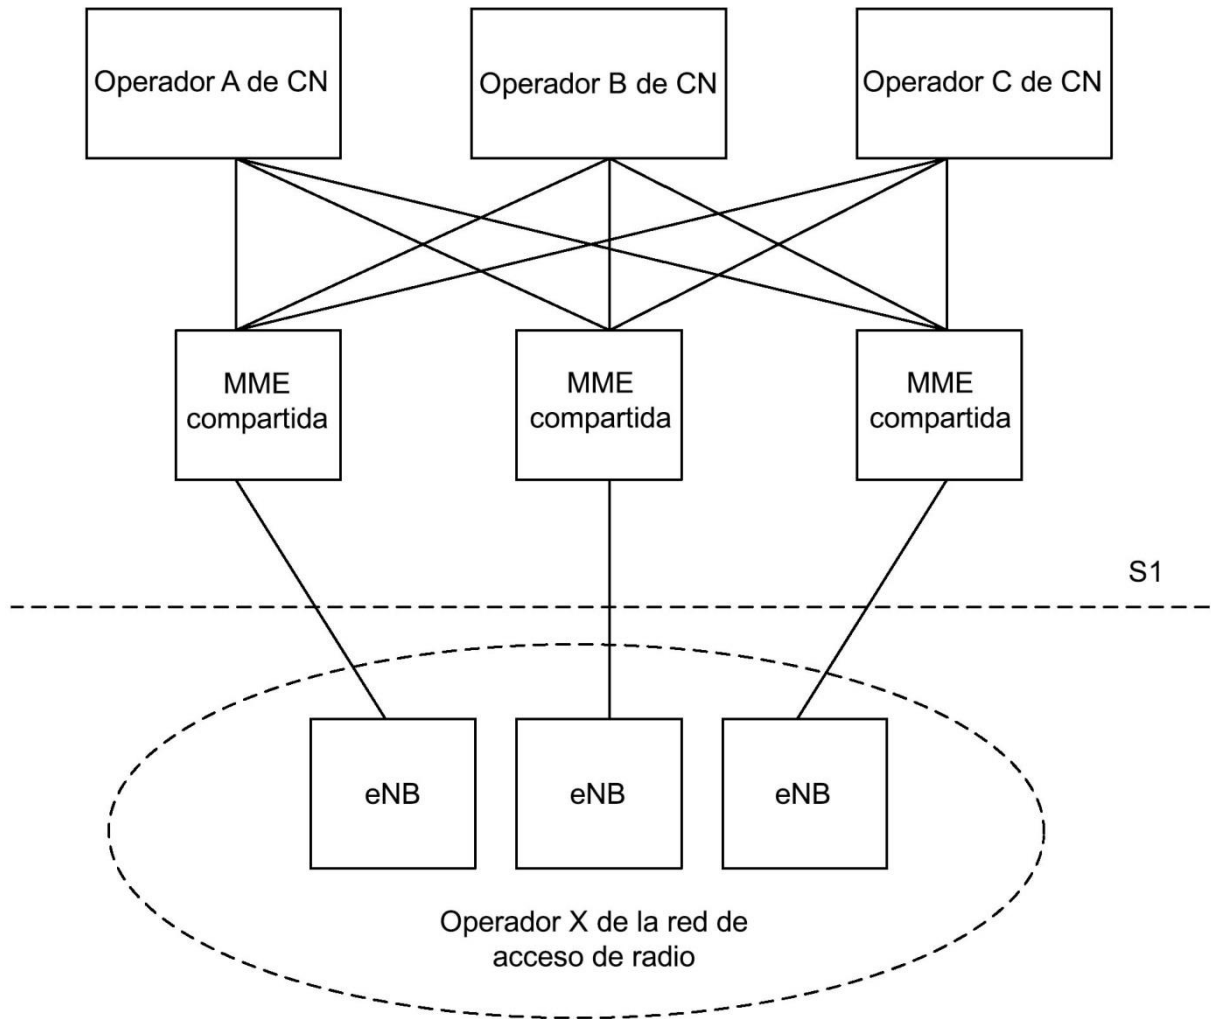 Operador A de CN
Operador B de CN
Operador C de CN
MME
compartida
MME
compartida
MME
compartida
S1
eNB
eNB
eNB
Operador X de la red de
acceso de radio